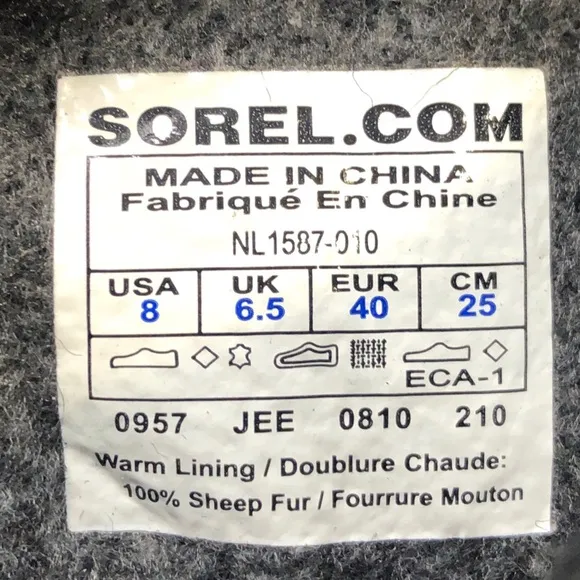 SOREL.COM
MADE IN CHINA
Fabriqué En Chine
NL1587-010
USA UK EUR CM
8 6.5 40 25
ECA-1
0957 JEE 0810 210
Warm Lining / Doublure Chaude:
100% Sheep Fur / Fourrure Mouton